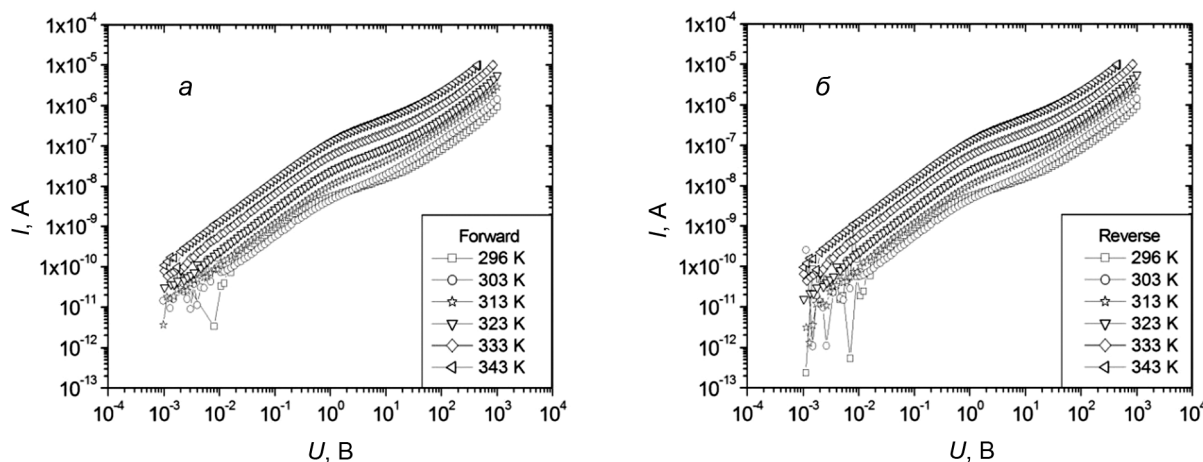 1x10-4
1x10-5
1x10-6
1x10-7
1x10-8
1x10-9
1x10-10
10-11
10-12
10-13
I, А
а
Forward
296 K
303 K
313 K
323 K
333 K
343 K
10-4 10-3 10-2 10-1 100 101 102 103 104
U, В
1x10-4
1x10-5
1x10-6
1x10-7
1x10-8
1x10-9
1x10-10
10-11
10-12
10-13
I, А
б
Reverse
296 K
303 K
313 K
323 K
333 K
343 K
10-4 10-3 10-2 10-1 100 101 102 103 104
U, В